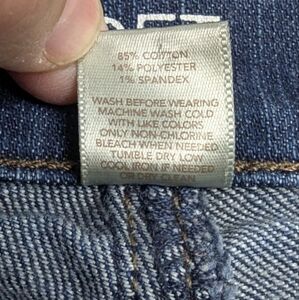 85% COTTON
14% POLYESTER
1% SPANDEX
WASH BEFORE WEARING
MACHINE WASH COLD
WITH LIKE COLORS
ONLY NON-CHLORINE
BLEACH WHEN NEEDED
TUMBLE DRY LOW
COOL IRON IF NEEDED
OR DRY CLEAN